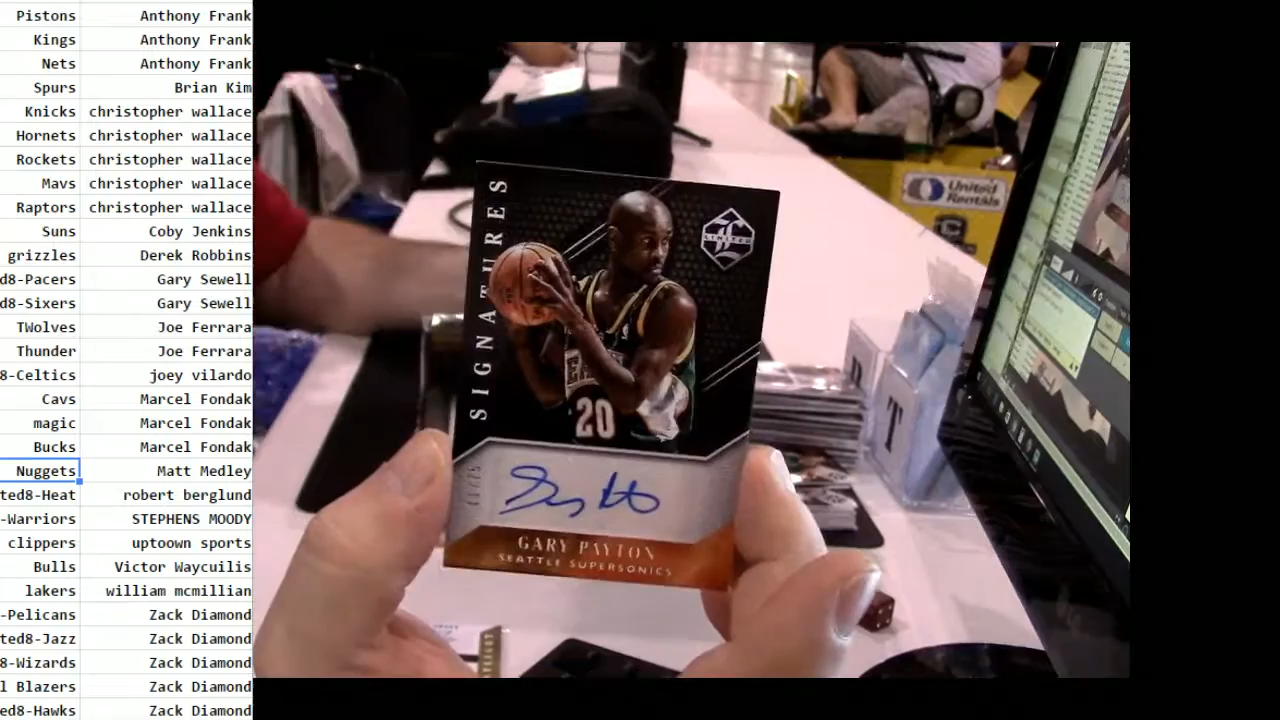 Pistons Anthony Frank
Kings Anthony Frank
Nets Anthony Frank
Spurs Brian Kim
Knicks christopher wallace
Hornets christopher wallace
Rockets christopher wallace
Mavs christopher wallace
Raptors christopher wallace
Suns Coby Jenkins
grizzles Derek Robbins
d8-Pacers Gary Sewell
d8-Sixers Gary Sewell
TWolves Joe Ferrara
Thunder Joe Ferrara
8-Celtics joey vilardo
Cavs Marcel Fondak
magic Marcel Fondak
Bucks Marcel Fondak
Nuggets Matt Medley
ted8-Heat robert berglund
-Warriors STEPHENS MOODY
clippers uptoown sports
Bulls Victor Waycuilis
lakers william mcmillian
-Pelicans Zack Diamond
ted8-Jazz Zack Diamond
8-Wizards Zack Diamond
l Blazers Zack Diamond
ed8-Hawks Zack Diamond
SIGNATURES
LIMITED
20
GARY PAYTON
SEATTLE SUPERSONICS
United
Rentals
T